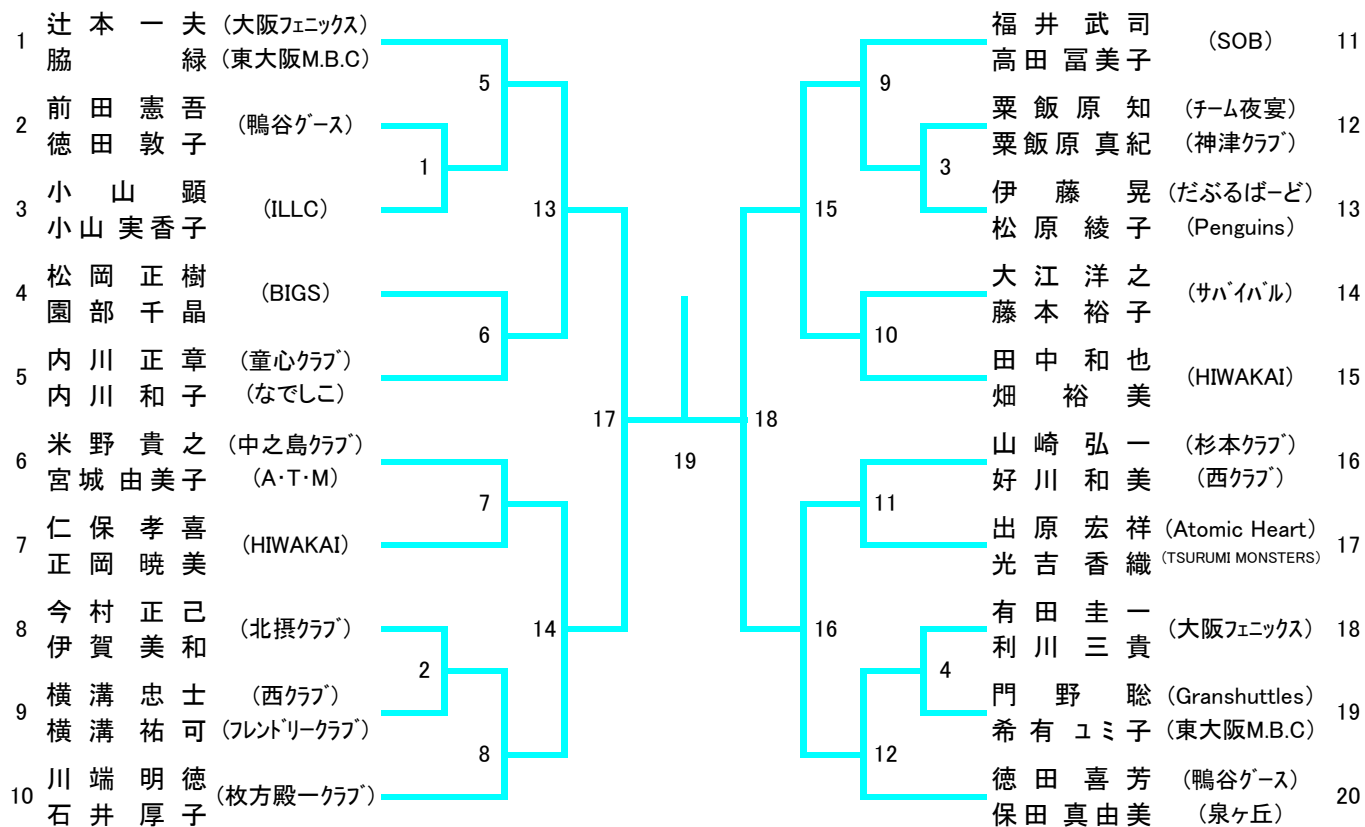 1 辻本一夫 (大阪フェニックス)
脇 緑 (東大阪M.B.C)
2 前田憲吾 (鴨谷グース)
徳田敦子
3 小山顕 (ILLC)
小山実香子
4 松岡正樹 (BIGS)
園部千晶
5 内川正章 (童心クラブ)
内川和子 (なでしこ)
6 米野貴之 (中之島クラブ)
宮城由美子 (A・T・M)
7 仁保孝喜 (HIWAKAI)
正岡暁美
8 今村正己 (北摂クラブ)
伊賀美和
9 横溝忠士 (西クラブ)
横溝祐可 (フレンドリークラブ)
10 川端明徳 (枚方殿一クラブ)
石井厚子
5
1
13
6
17
7
14
2
8
19
9
3
15
10
18
11
16
4
12
福井武司 (SOB) 11
高田冨美子
粟飯原知 (チーム夜宴) 12
粟飯原真紀 (神津クラブ)
伊藤晃 (だぶるばーど) 13
松原綾子 (Penguins)
大江洋之 (サバイバル) 14
藤本裕子
田中和也 (HIWAKAI) 15
畑裕美
山崎弘一 (杉本クラブ) 16
好川和美 (西クラブ)
出原宏祥 (Atomic Heart) 17
光吉香織 (TSURUMI MONSTERS)
有田圭一 (大阪フェニックス) 18
利川三貴
門野聡 (Granshuttles) 19
希有ユミ子 (東大阪M.B.C)
徳田喜芳 (鴨谷グース) 20
保田真由美 (泉ヶ丘)